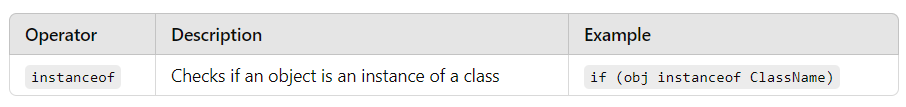 Operator Description Example
instanceof Checks if an object is an instance of a class if (obj instanceof ClassName)